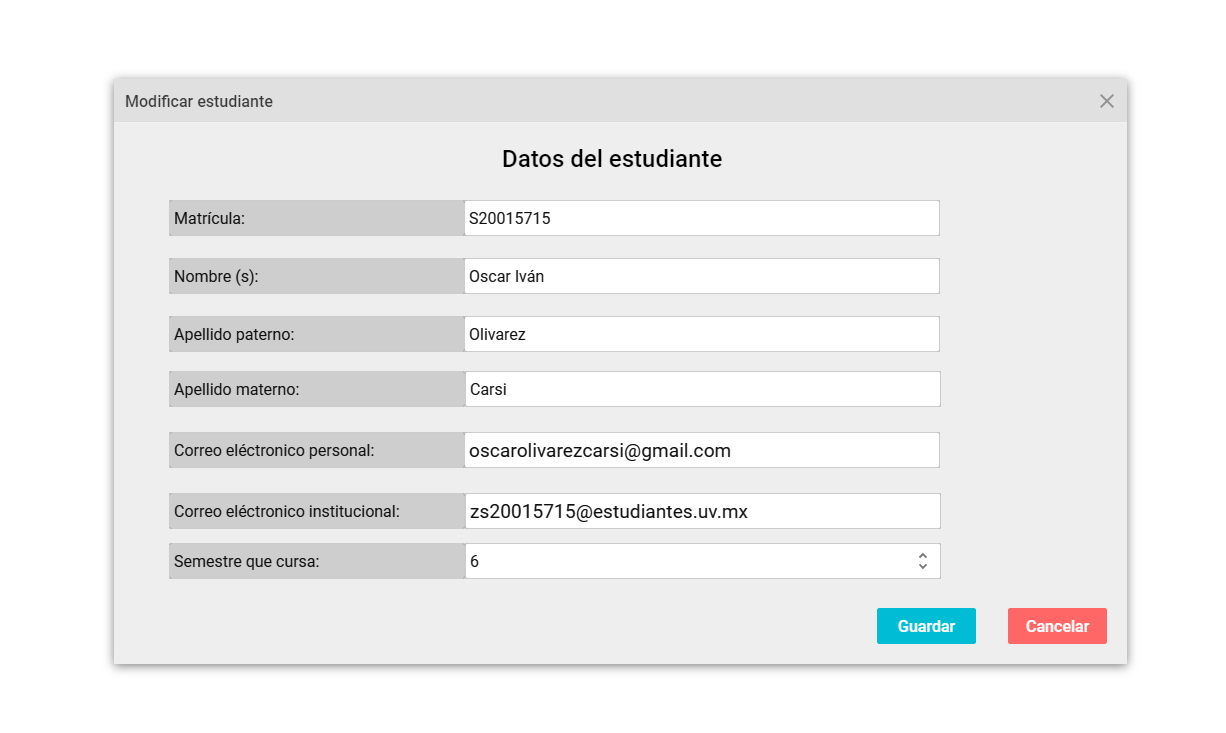 Modificar estudiante
Datos del estudiante
Matrícula: S20015715
Nombre (s): Oscar Iván
Apellido paterno: Olivarez
Apellido materno: Carsi
Correo eléctronico personal: oscarolivarezcarsi@gmail.com
Correo eléctronico institucional: zs20015715@estudiantes.uv.mx
Semestre que cursa: 6
Guardar Cancelar